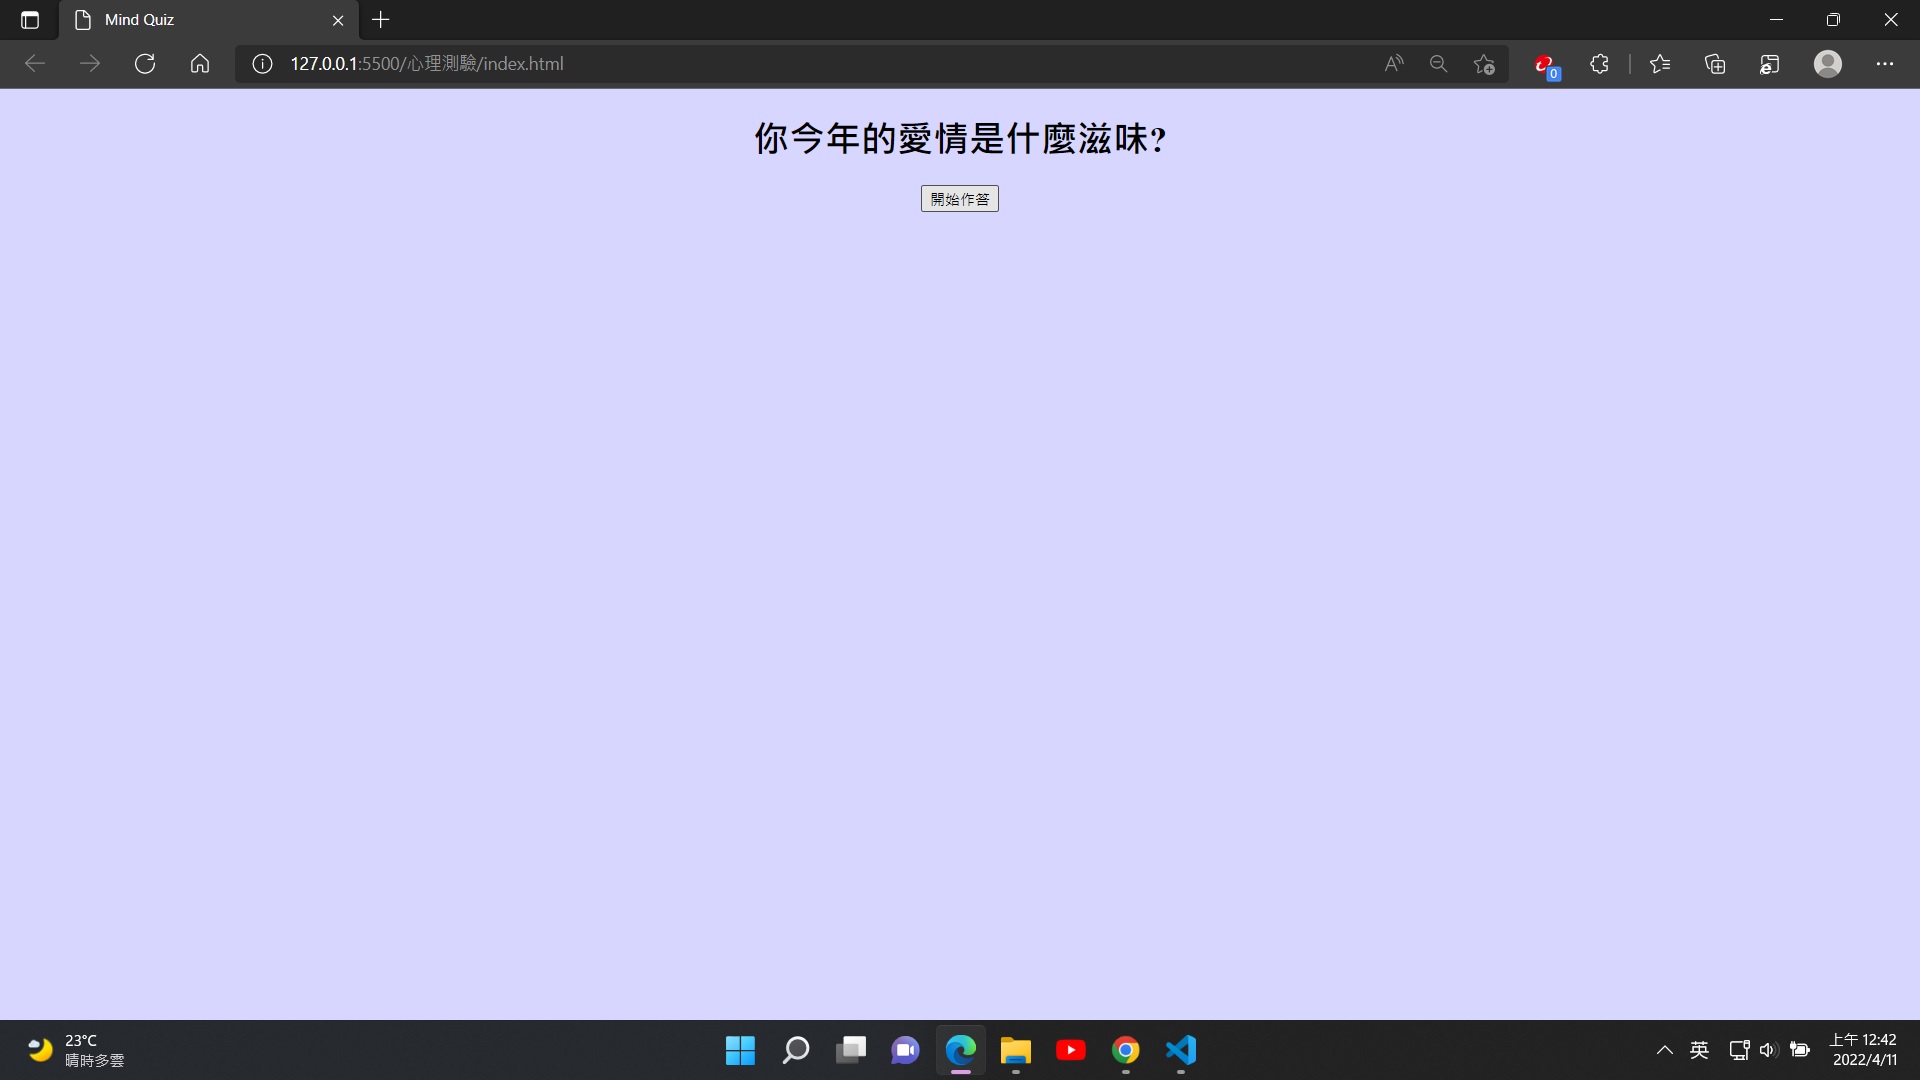 Mind Quiz
127.0.0.1:5500/心理測驗/index.html
0
你今年的愛情是什麼滋味?
開始作答
23°C
晴時多雲
英
上午 12:42
2022/4/11